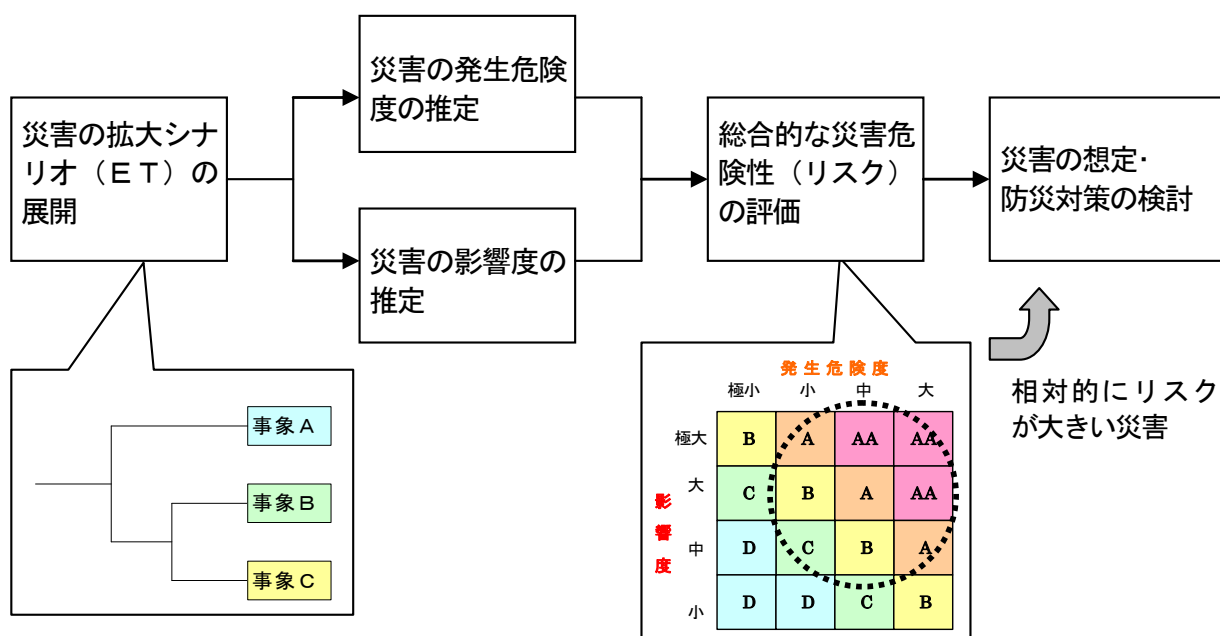 災害の拡大シナ
リオ（ＥＴ）の
展開
災害の発生危険
度の推定
災害の影響度の
推定
総合的な災害危
険性（リスク）
の評価
災害の想定･
防災対策の検討
事象Ａ
事象Ｂ
事象Ｃ
発生危険度
極小 小 中 大
影響度
極大 B A AA AA
大 C B A AA
中 D C B A
小 D D C B
相対的にリスク
が大きい災害